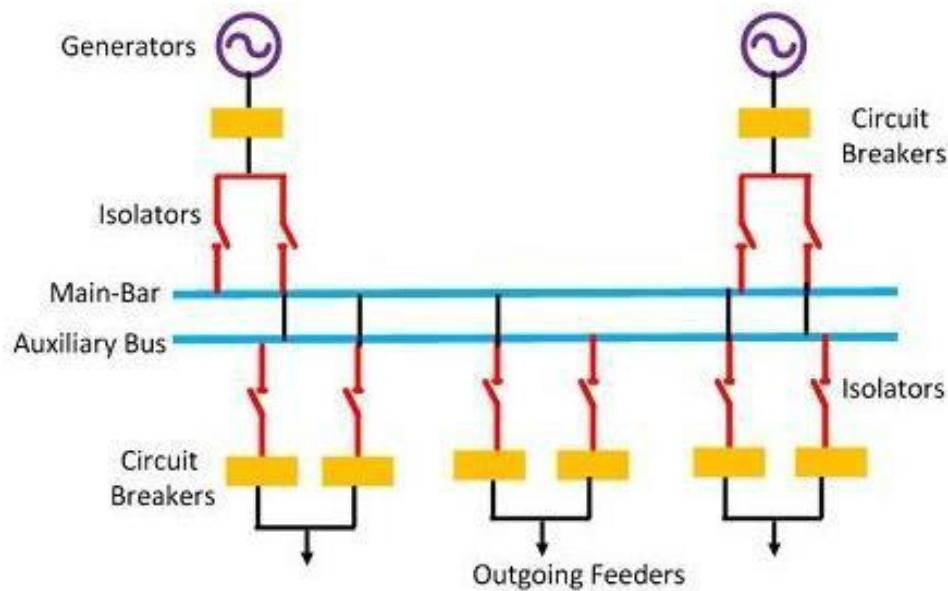 Generators
Circuit
Breakers
Isolators
Main-Bar
Auxiliary Bus
Isolators
Circuit
Breakers
Outgoing Feeders